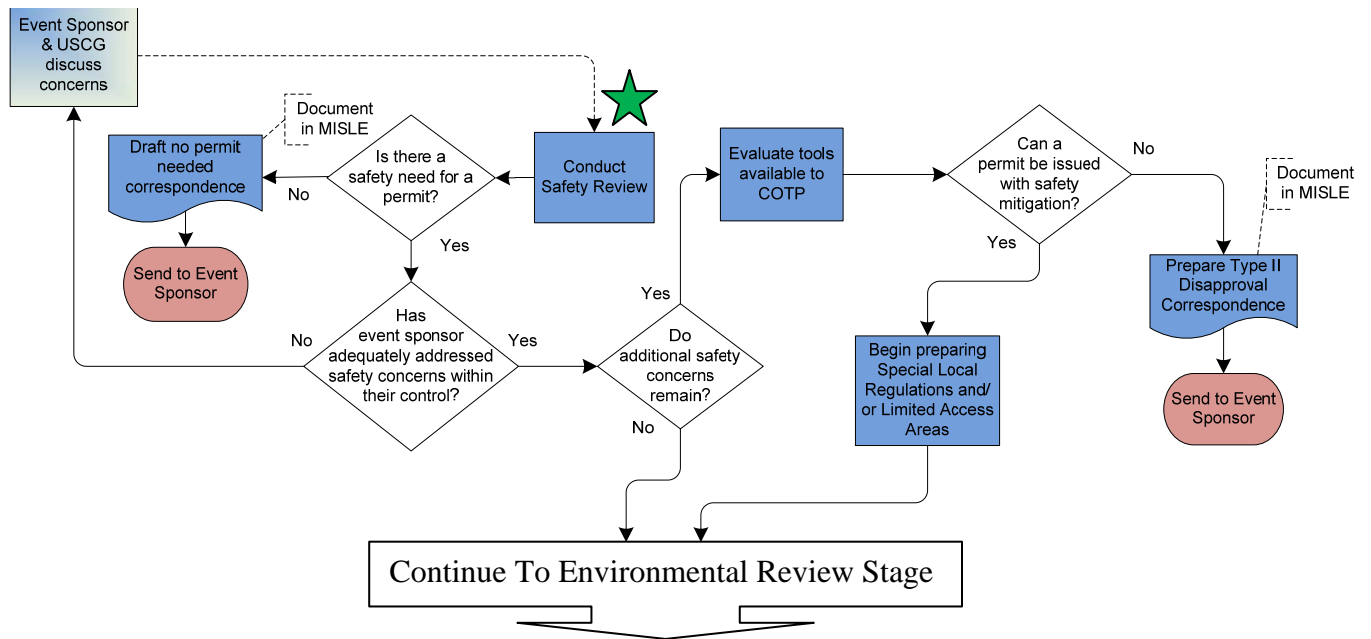 Event Sponsor
& USCG
discuss
concerns
Document
in MISLE
Draft no permit
needed
correspondence
No
Is there a
safety need for a
permit?
Conduct
Safety Review
Evaluate tools
available to
COTP
Can a
permit be issued
with safety
mitigation?
No
Document
in MISLE
Send to Event
Sponsor
Yes
Yes
Yes
Prepare Type II
Disapproval
Correspondence
No
Has
event sponsor
adequately addressed
safety concerns within
their control?
Yes
Do
additional safety
concerns
remain?
No
Begin preparing
Special Local
Regulations and/
or Limited Access
Areas
Send to Event
Sponsor
Continue To Environmental Review Stage